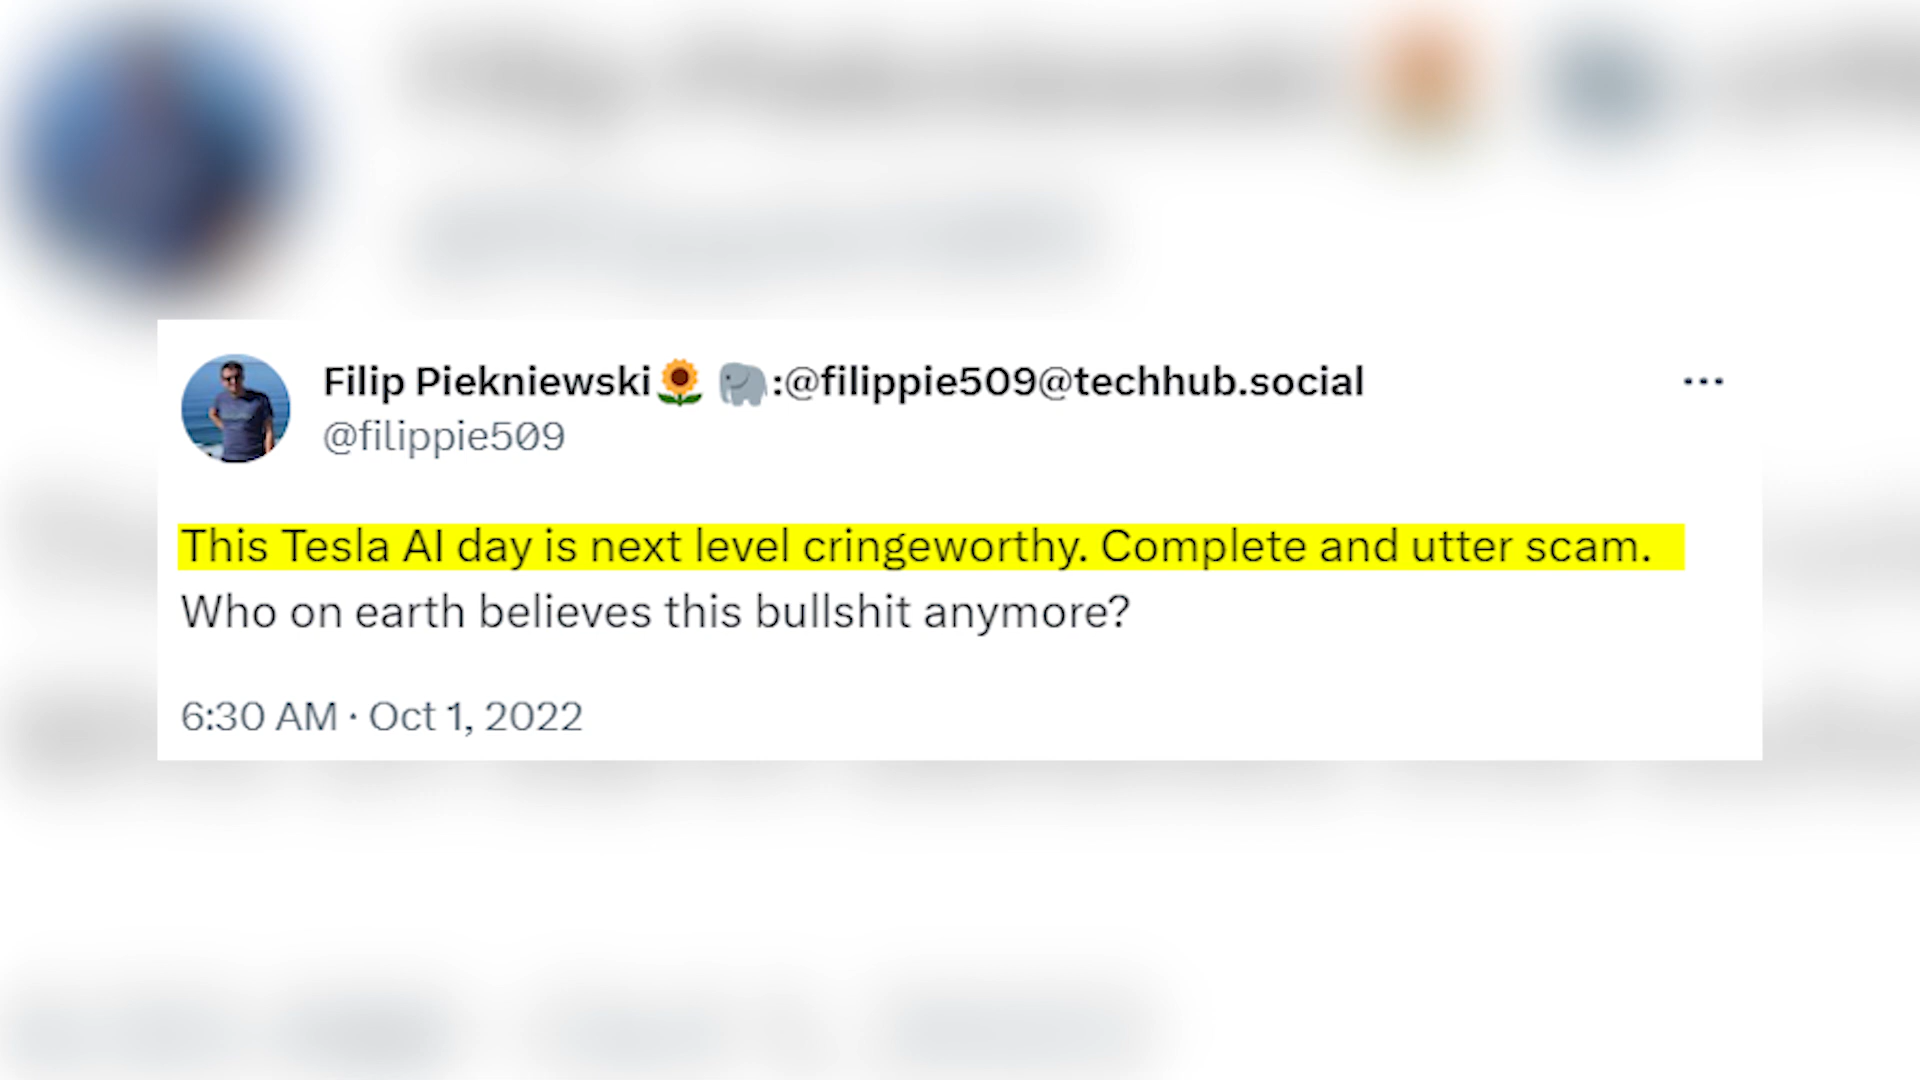 Filip Piekniewski🌻 🐘:@filippie509@techhub.social
@filippie509
This Tesla AI day is next level cringeworthy. Complete and utter scam.
Who on earth believes this bullshit anymore?
6:30 AM · Oct 1, 2022